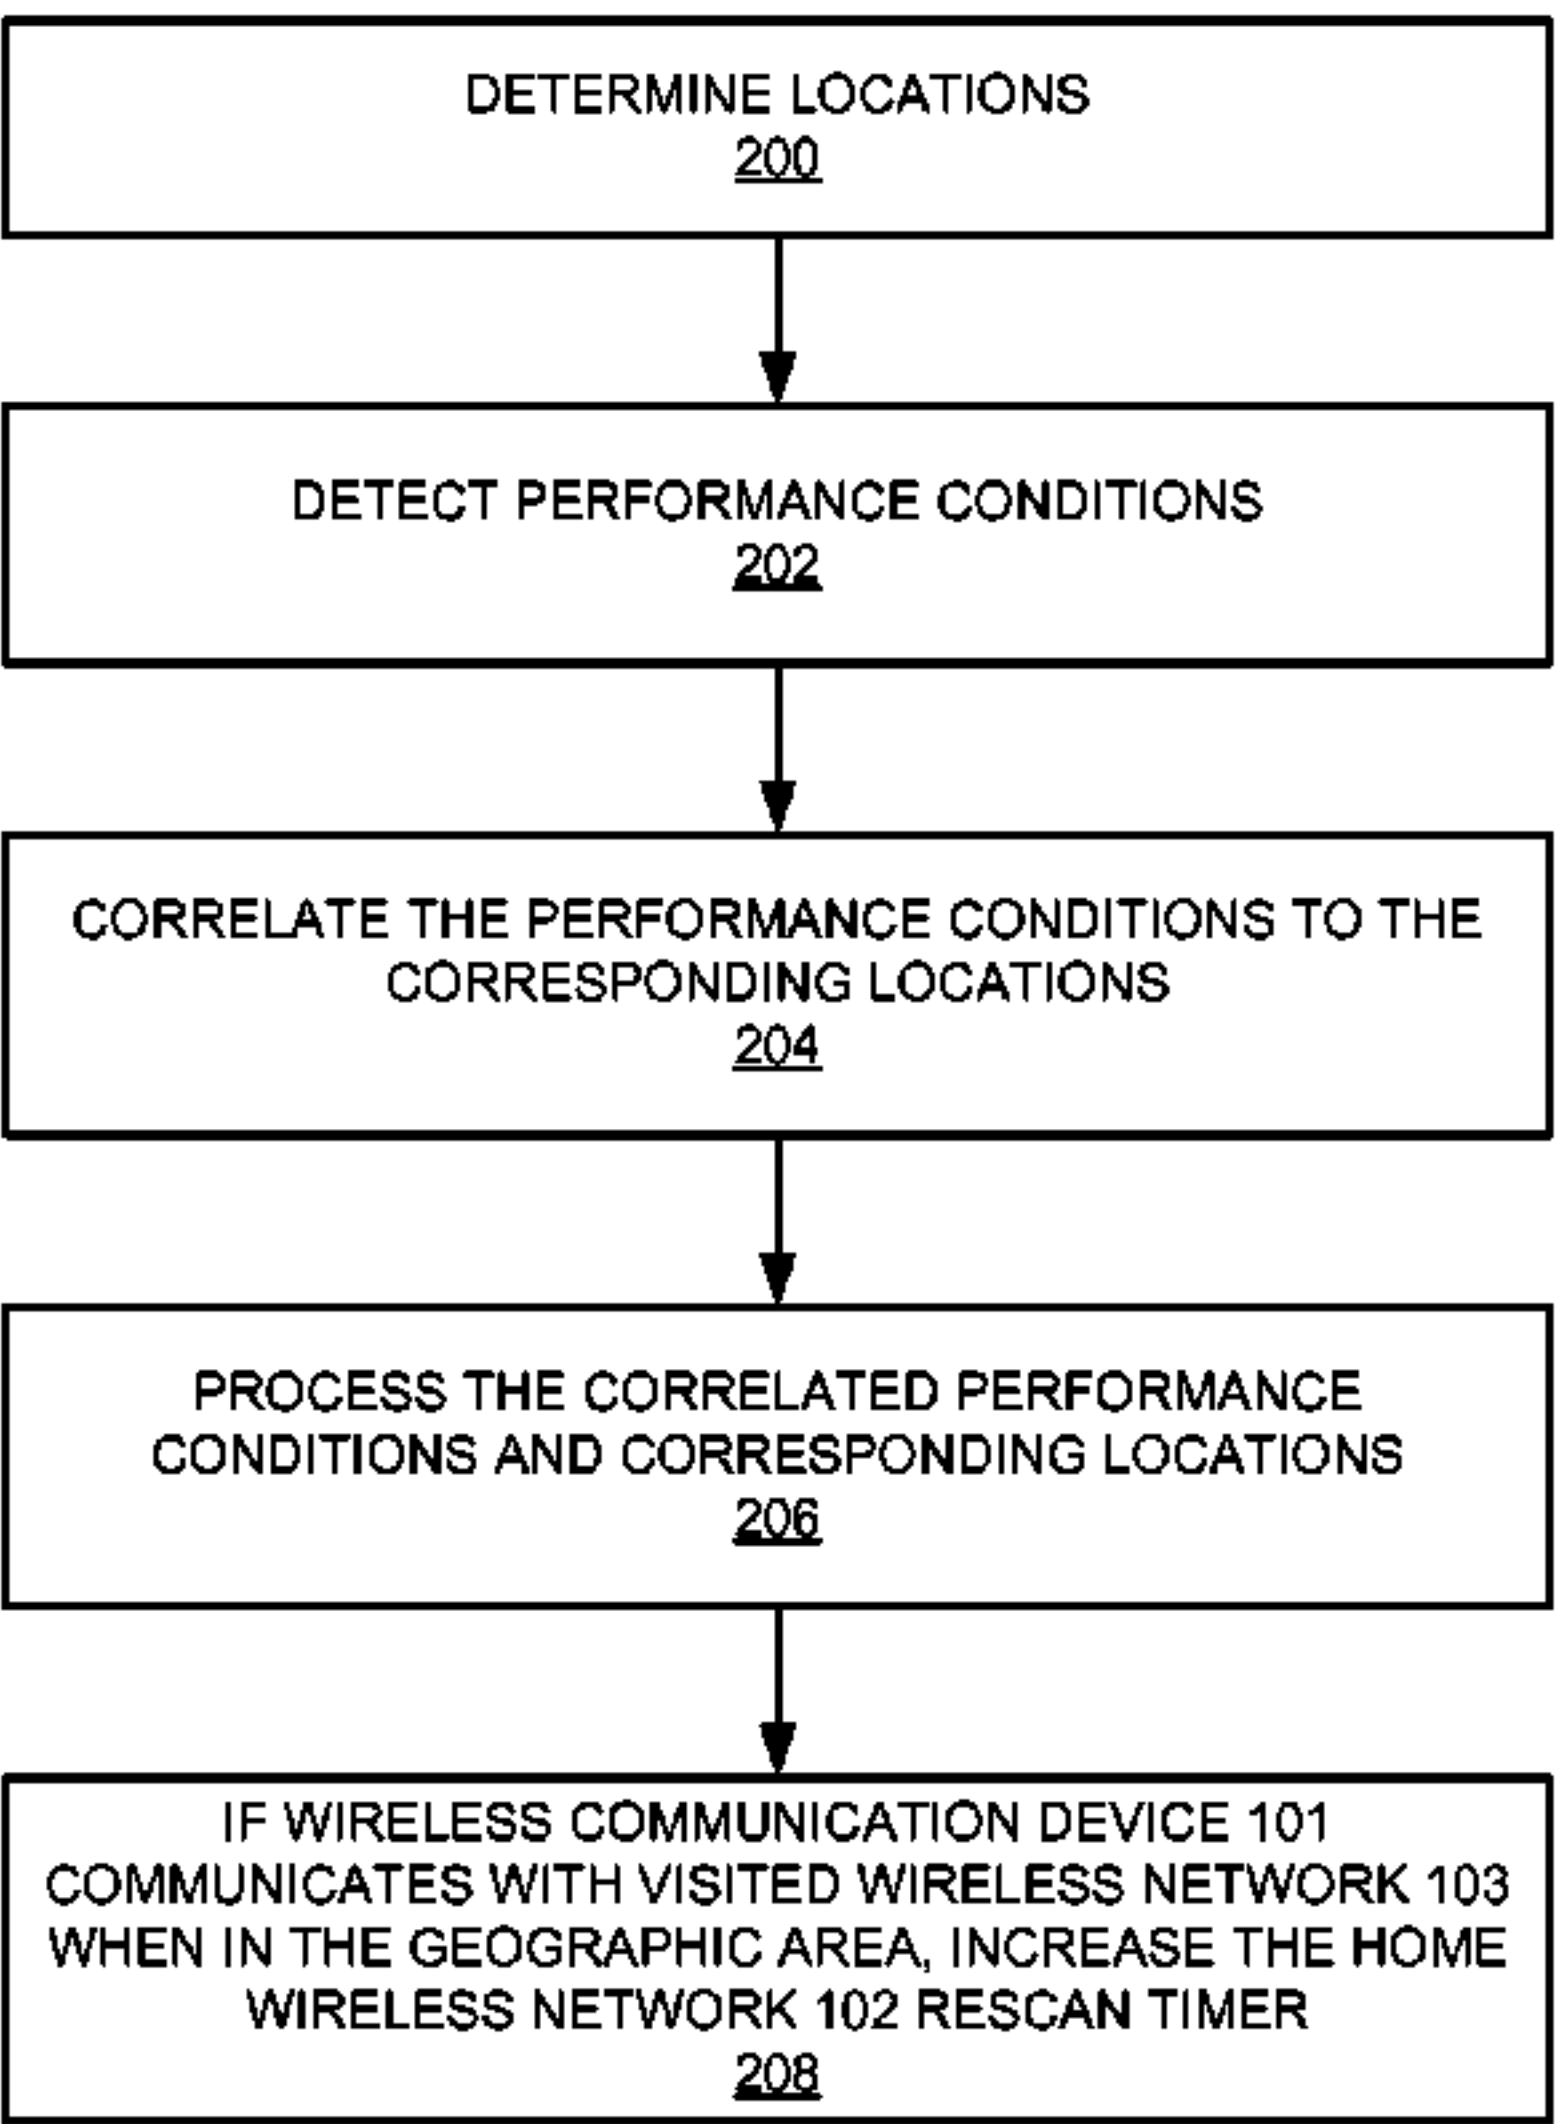 DETERMINE LOCATIONS
200
DETECT PERFORMANCE CONDITIONS
202
CORRELATE THE PERFORMANCE CONDITIONS TO THE
CORRESPONDING LOCATIONS
204
PROCESS THE CORRELATED PERFORMANCE
CONDITIONS AND CORRESPONDING LOCATIONS
206
IF WIRELESS COMMUNICATION DEVICE 101
COMMUNICATES WITH VISITED WIRELESS NETWORK 103
WHEN IN THE GEOGRAPHIC AREA, INCREASE THE HOME
WIRELESS NETWORK 102 RESCAN TIMER
208